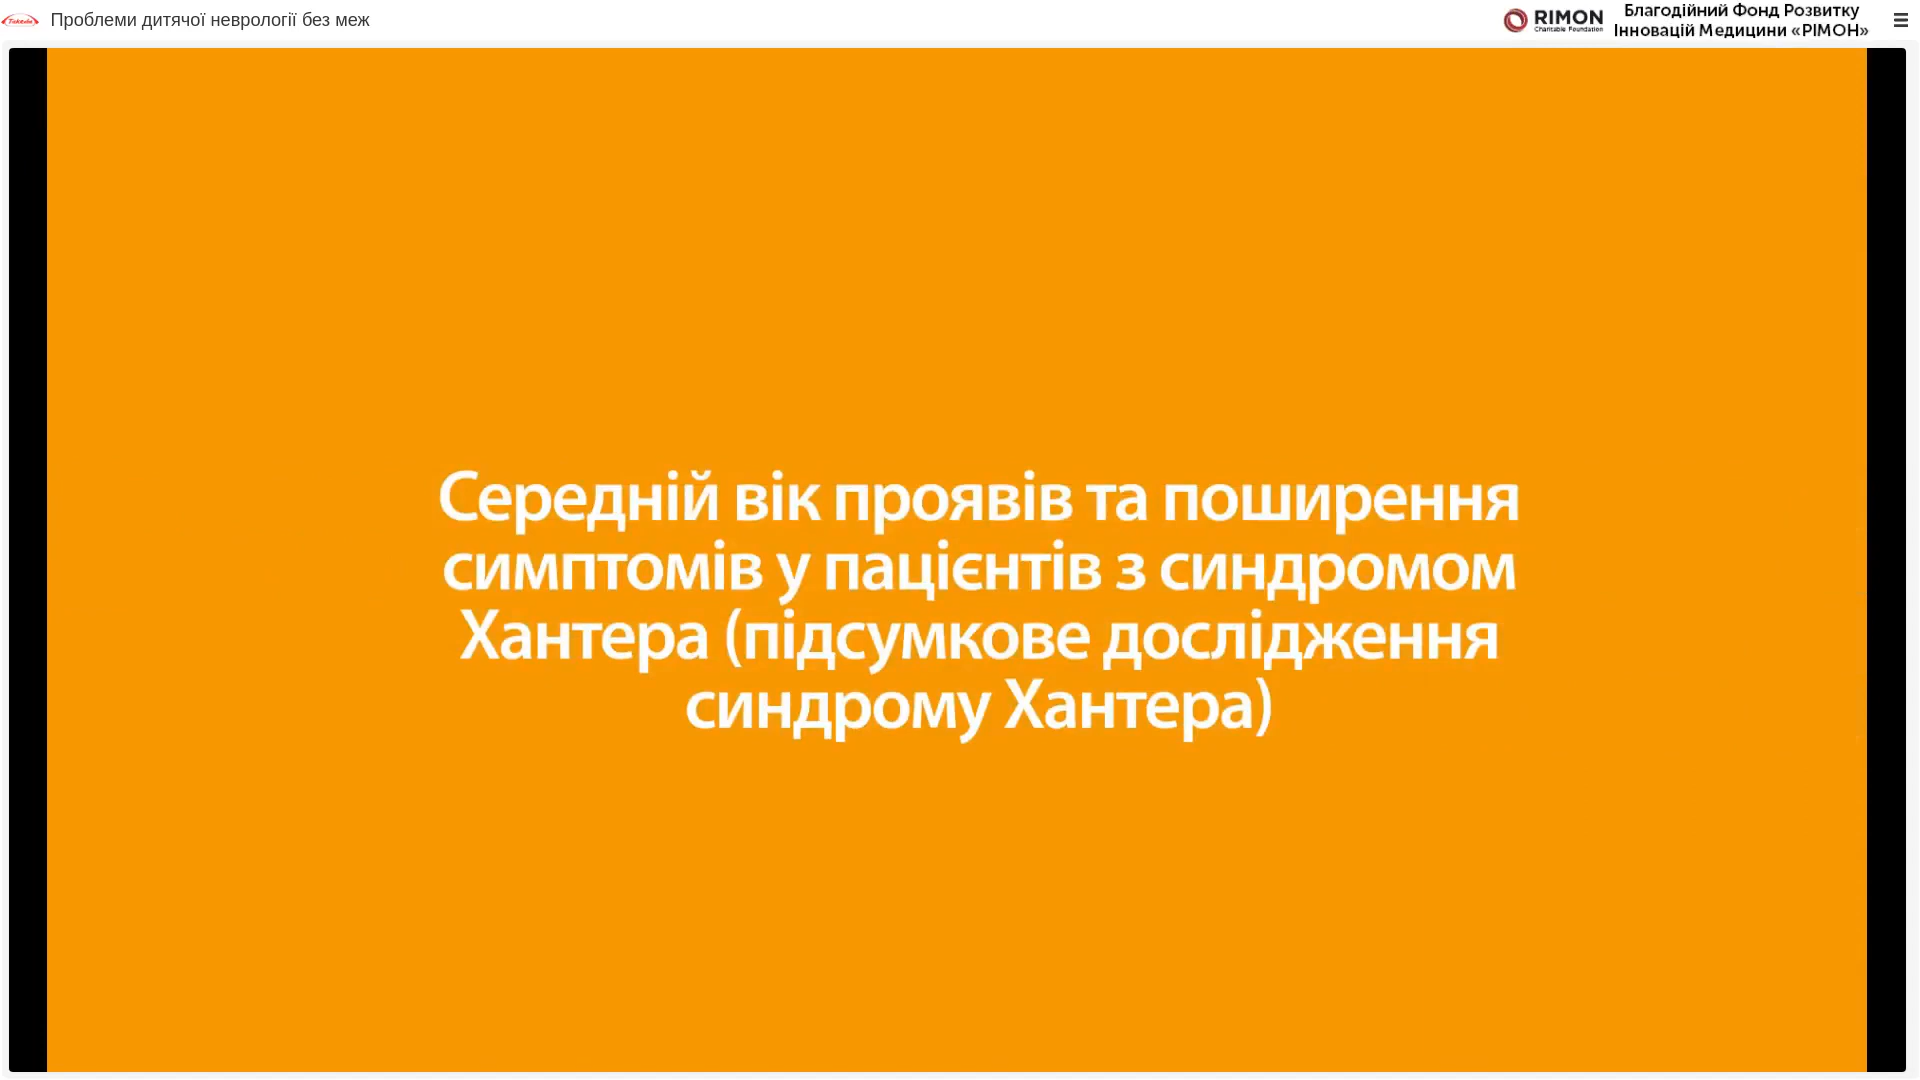 Takeda
Проблеми дитячої неврології без меж
RIMON
Charitable Foundation
Благодійний Фонд Розвитку
Інновацій Медицини «РІМОН»
Середній вік проявів та поширення
симптомів у пацієнтів з синдромом
Хантера (підсумкове дослідження
синдрому Хантера)